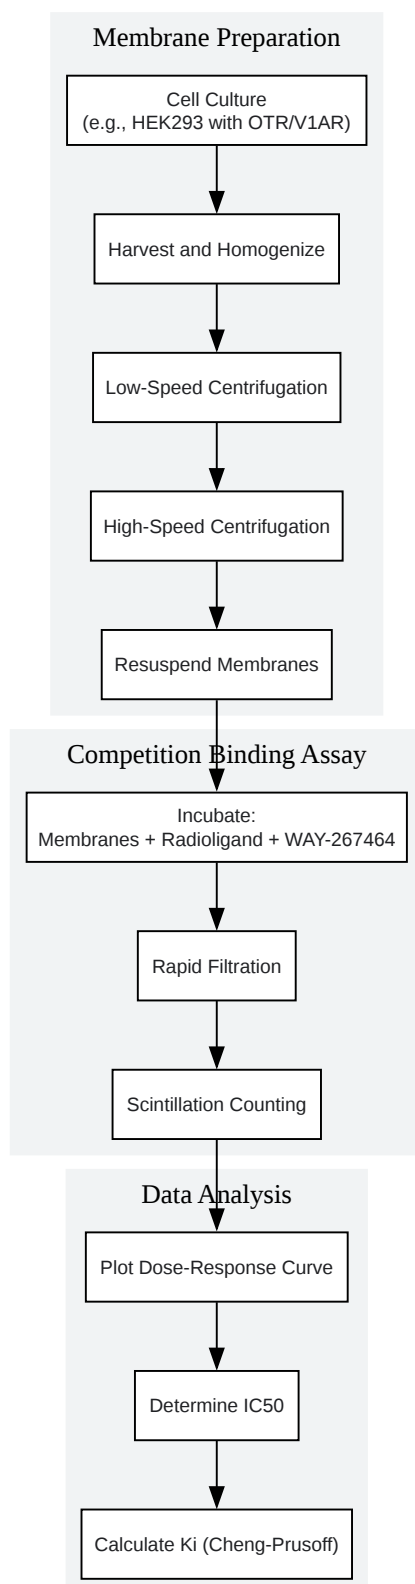 Membrane Preparation
Cell Culture
(e.g., HEK293 with OTR/V1AR)
Harvest and Homogenize
Low-Speed Centrifugation
High-Speed Centrifugation
Resuspend Membranes
Competition Binding Assay
Incubate:
Membranes + Radioligand + WAY-267464
Rapid Filtration
Scintillation Counting
Data Analysis
Plot Dose-Response Curve
Determine IC50
Calculate Ki (Cheng-Prusoff)